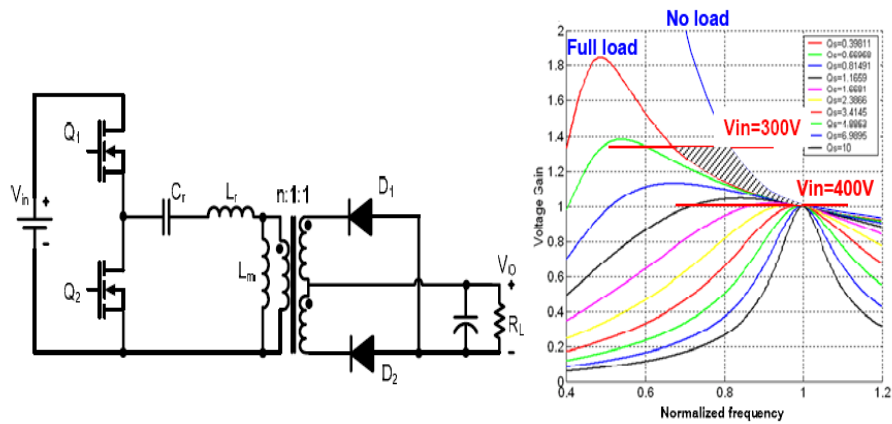 Q1
Q2
Vin
+
-
Cr
Lr
Lm
n:1:1
D1
D2
Vo
+
RL
-
No load
Full load
Vin=300V
Vin=400V
Qs=0.39811
Qs=0.66968
Qs=0.81491
Qs=1.1659
Qs=1.6681
Qs=2.3866
Qs=3.4145
Qs=6.9895
Qs=10
Voltage Gain
2
1.8
1.6
1.4
1.2
1
0.8
0.6
0.4
0.2
0
0.4
0.6
0.8
1
1.2
Normalized frequency